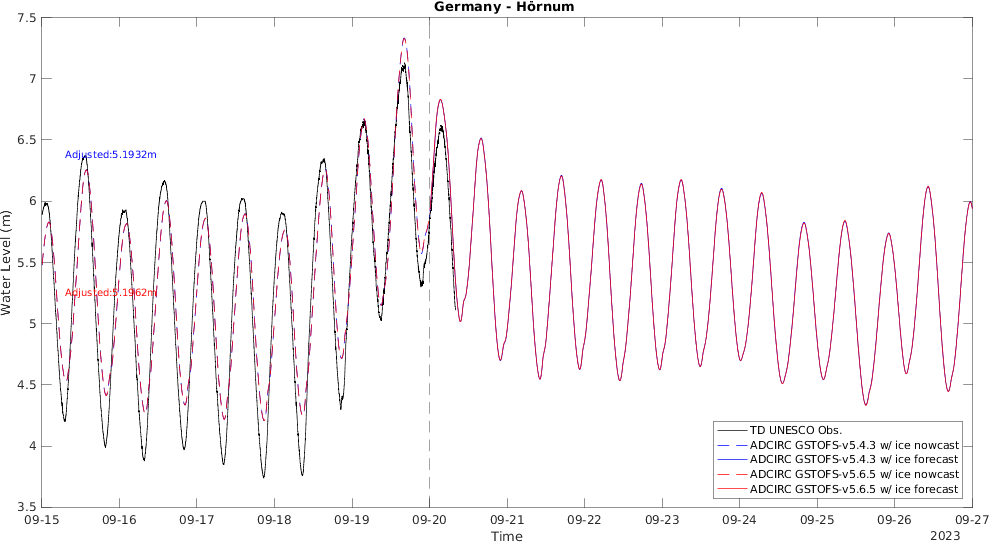 Germany - Hörnum
7.5
7
6.5
6
5.5
5
4.5
4
3.5
Water Level (m)
Adjusted:5.1932m
Adjusted:5.1962m
TD UNESCO Obs.
ADCIRC GSTOFS-v5.4.3 w/ ice nowcast
ADCIRC GSTOFS-v5.4.3 w/ ice forecast
ADCIRC GSTOFS-v5.6.5 w/ ice nowcast
ADCIRC GSTOFS-v5.6.5 w/ ice forecast
09-15 09-16 09-17 09-18 09-19 09-20 09-21 09-22 09-23 09-24 09-25 09-26 09-27
Time
2023